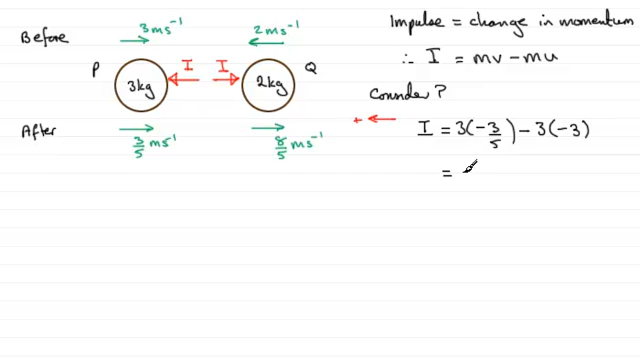 Before
3ms⁻¹
2ms⁻¹
P
3kg
I
I
2kg
Q
After
3/5 ms⁻¹
8/5 ms⁻¹
Impulse = change in momentum
∴ I = mv - mu
Consider P
+
I = 3(-3/5) - 3(-3)
=